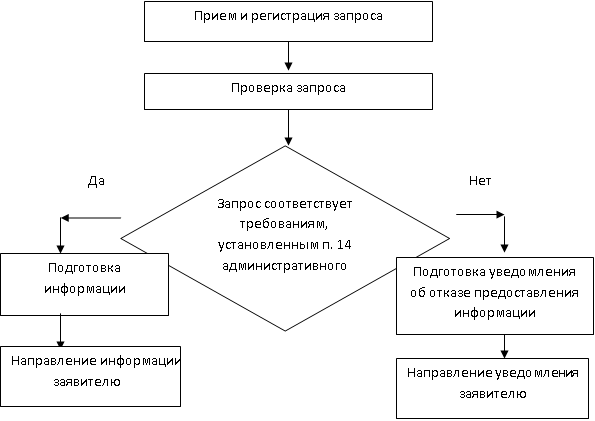 Прием и регистрация запроса
Проверка запроса
Да
Нет
Запрос соответствует
требованиям,
установленным п. 14
административного
Подготовка
информации
Подготовка уведомления
об отказе предоставления
информации
Направление информации
заявителю
Направление уведомления
заявителю